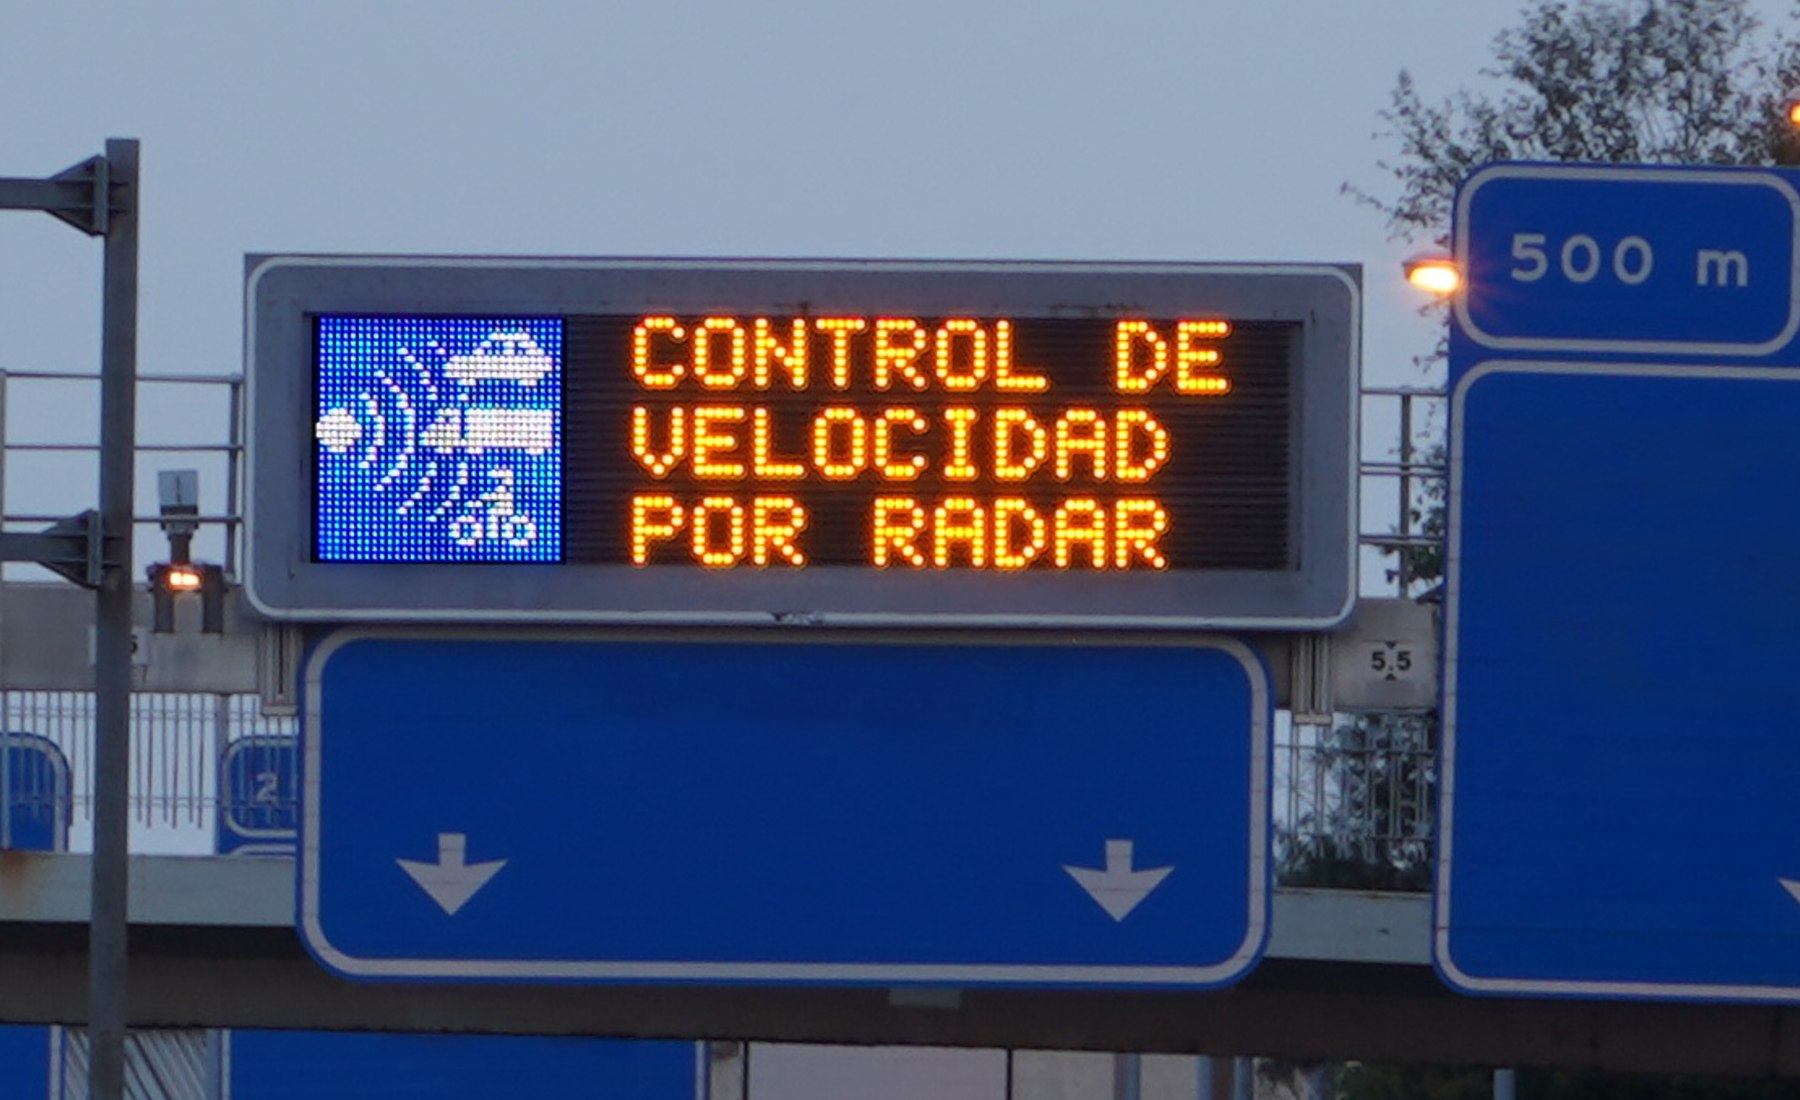 500 m
CONTROL DE
VELOCIDAD
POR RADAR
5.5
2